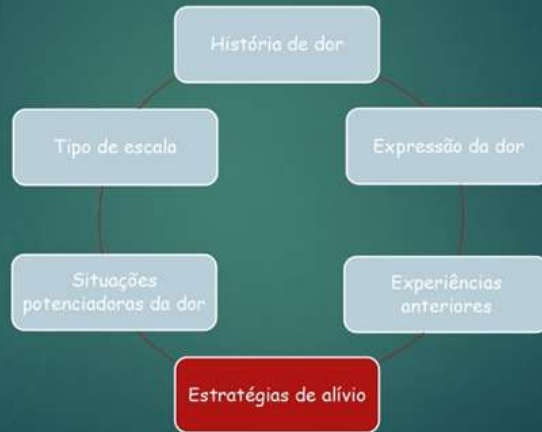 História de dor
Tipo de escala
Expressão da dor
Situações
potenciadoras da dor
Experiências
anteriores
Estratégias de alívio